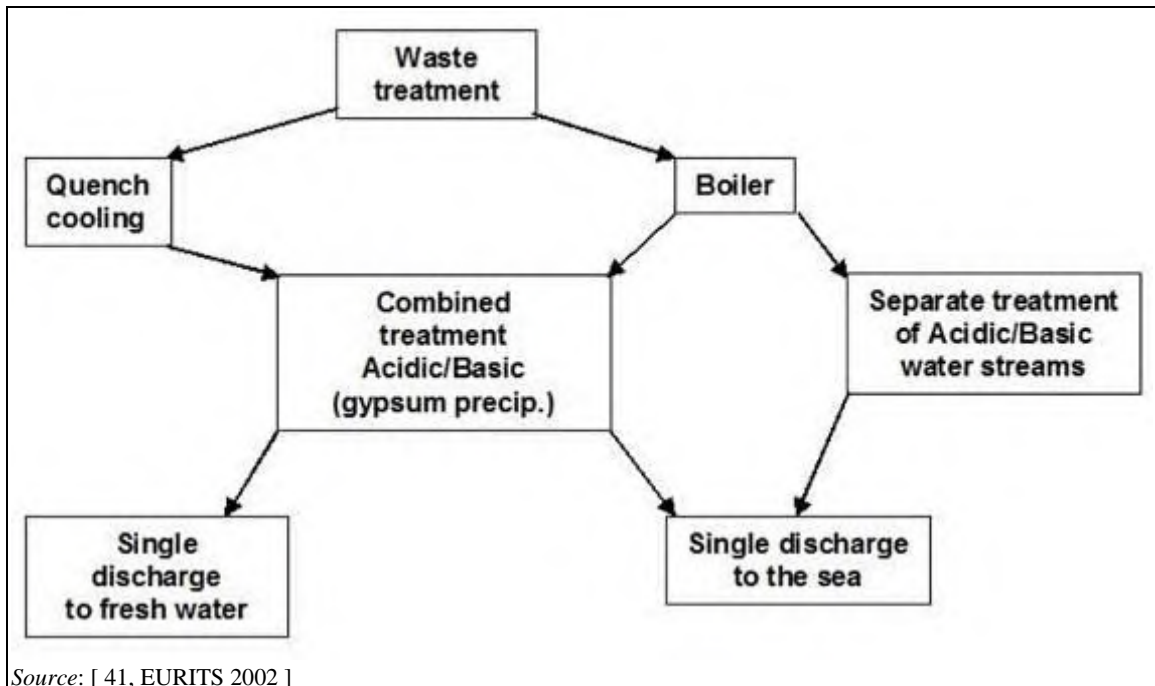 Waste
treatment
Quench
cooling
Boiler
Combined
treatment
Acidic/Basic
(gypsum precip.)
Separate treatment
of Acidic/Basic
water streams
Single
discharge
to fresh water
Single discharge
to the sea
Source: [ 41, EURITS 2002 ]